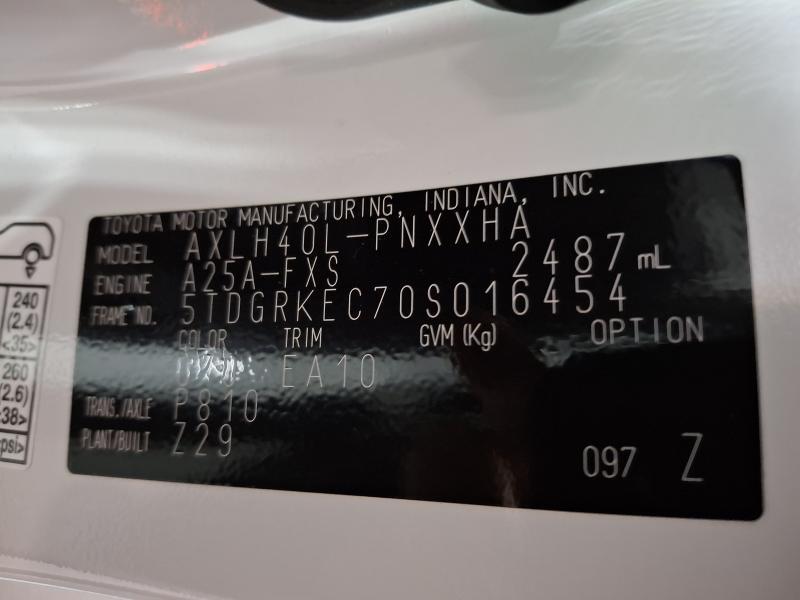 TOYOTA MOTOR MANUFACTURING, INDIANA, INC.
MODEL AXLH40L-PNXXHA
ENGINE A25A-FXS 2487 mL
FRAME NO. 5TDGRKEC70S016454
COLOR TRIM GVM (Kg) OPTION
EA10
TRANS./AXLE P810
PLANT/BUILT Z29
097 Z
240
(2.4)
<35>
260
(2.6)
<38>
psi>